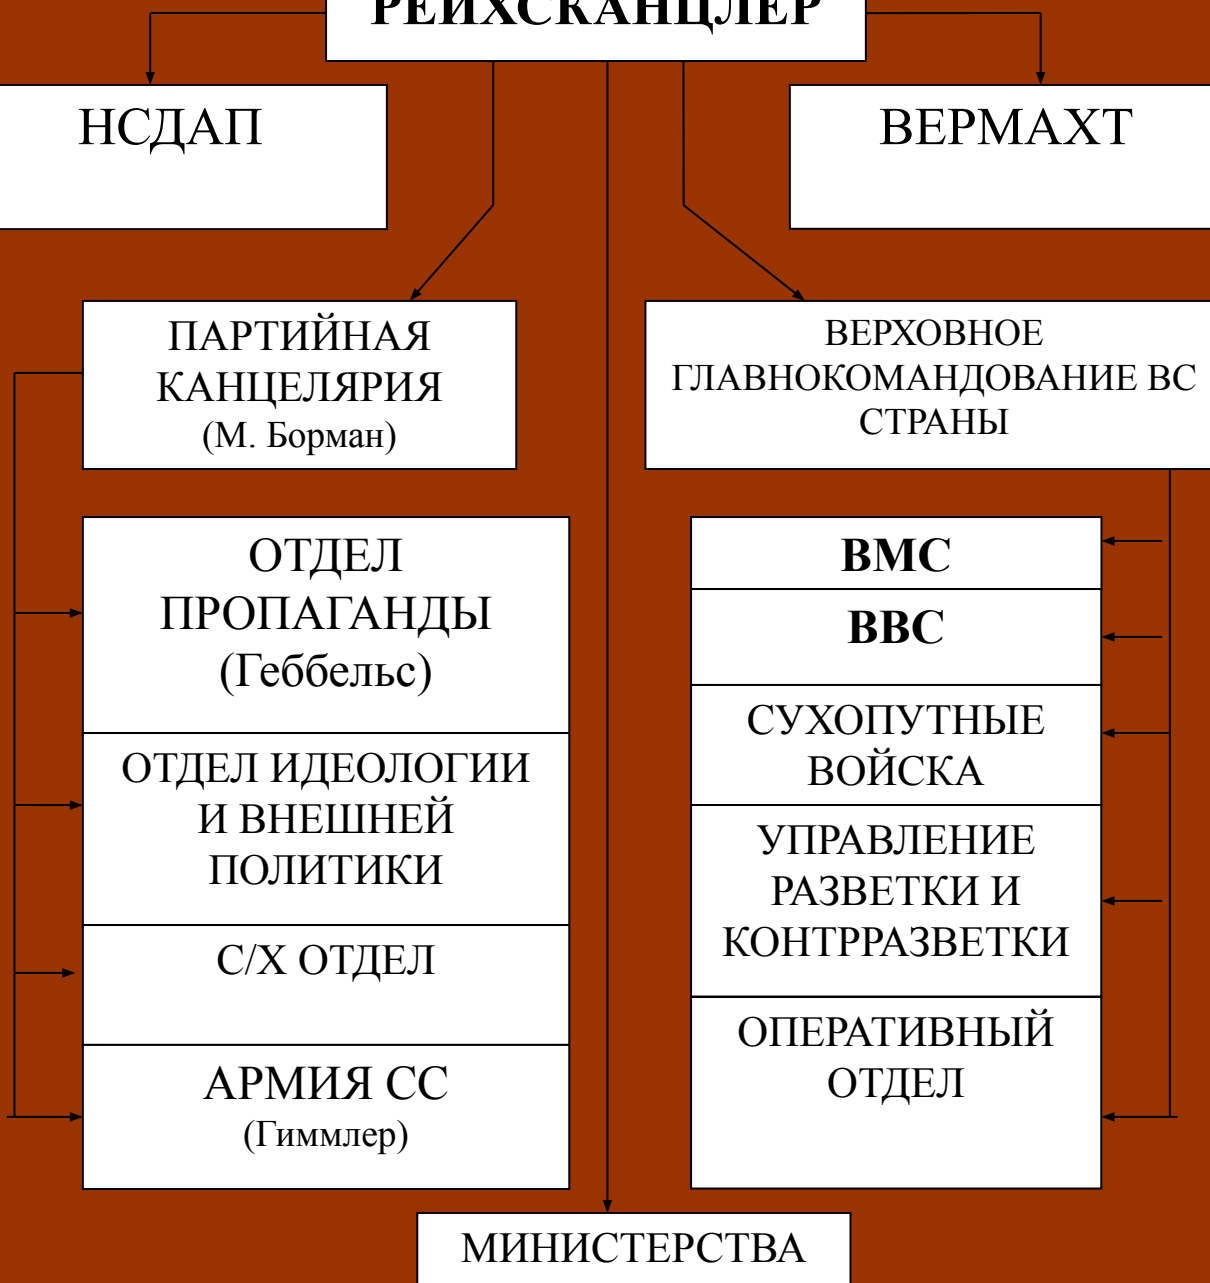 РЕЙХСКАНЦЛЕР
НСДАП
ВЕРМАХТ
ПАРТИЙНАЯ
КАНЦЕЛЯРИЯ
(М. Борман)
ВЕРХОВНОЕ
ГЛАВНОКОМАНДОВАНИЕ ВС
СТРАНЫ
ОТДЕЛ
ПРОПАГАНДЫ
(Геббельс)
ОТДЕЛ ИДЕОЛОГИИ
И ВНЕШНЕЙ
ПОЛИТИКИ
С/Х ОТДЕЛ
АРМИЯ СС
(Гиммлер)
ВМС
ВВС
СУХОПУТНЫЕ
ВОЙСКА
УПРАВЛЕНИЕ
РАЗВЕТКИ И
КОНТРРАЗВЕТКИ
ОПЕРАТИВНЫЙ
ОТДЕЛ
МИНИСТЕРСТВА